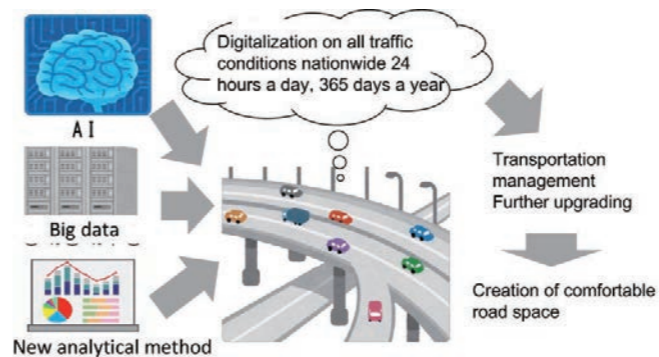 Digitalization on all traffic
conditions nationwide 24
hours a day, 365 days a year
AI
Big data
New analytical method
Transportation
management
Further upgrading
Creation of comfortable
road space